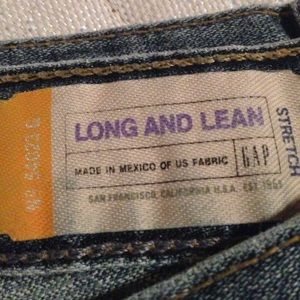 LONG AND LEAN
MADE IN MEXICO OF US FABRIC
GAP
SAN FRANCISCO, CALIFORNIA U.S.A. EST. 1969
STRETCH